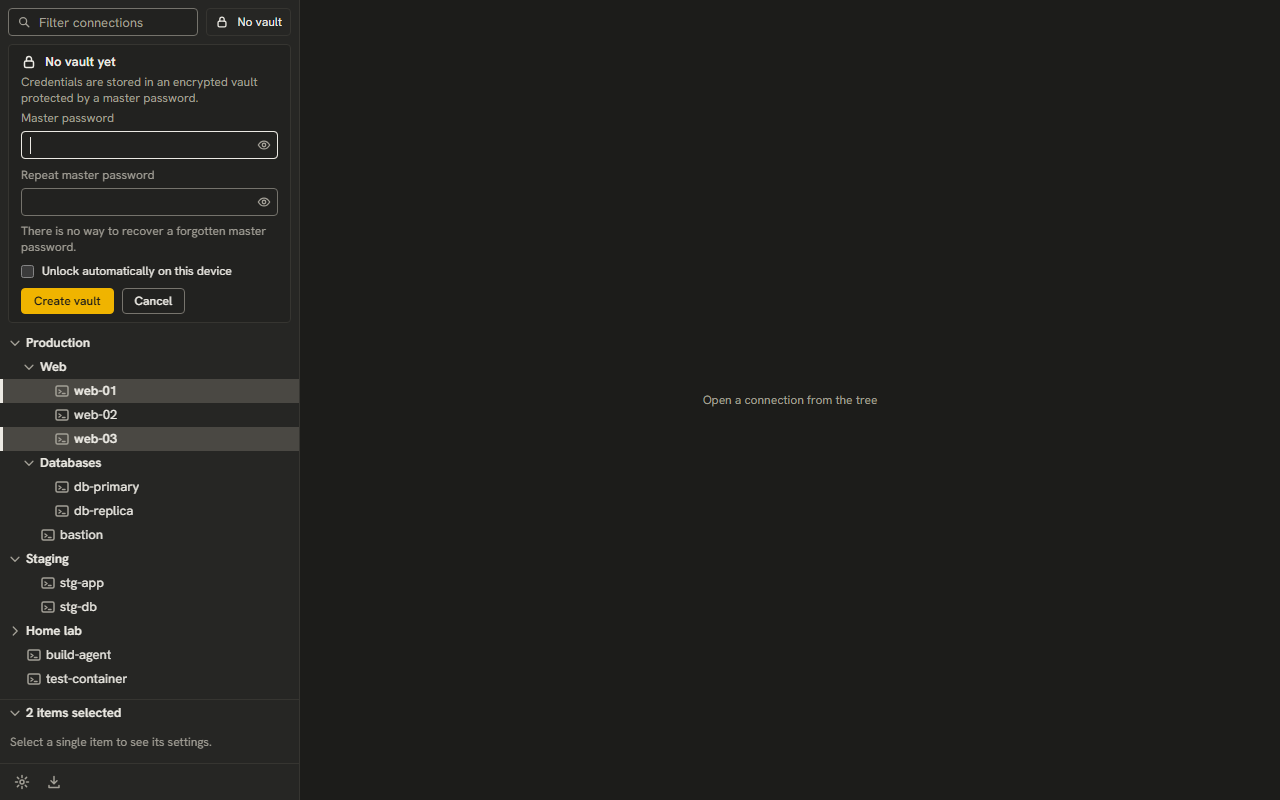 Filter connections
No vault
No vault yet
Credentials are stored in an encrypted vault
protected by a master password.
Master password
Repeat master password
There is no way to recover a forgotten master
password.
Unlock automatically on this device
Create vault
Cancel
Production
Web
web-01
web-02
web-03
Databases
db-primary
db-replica
bastion
Staging
stg-app
stg-db
Home lab
build-agent
test-container
2 items selected
Select a single item to see its settings.
Open a connection from the tree